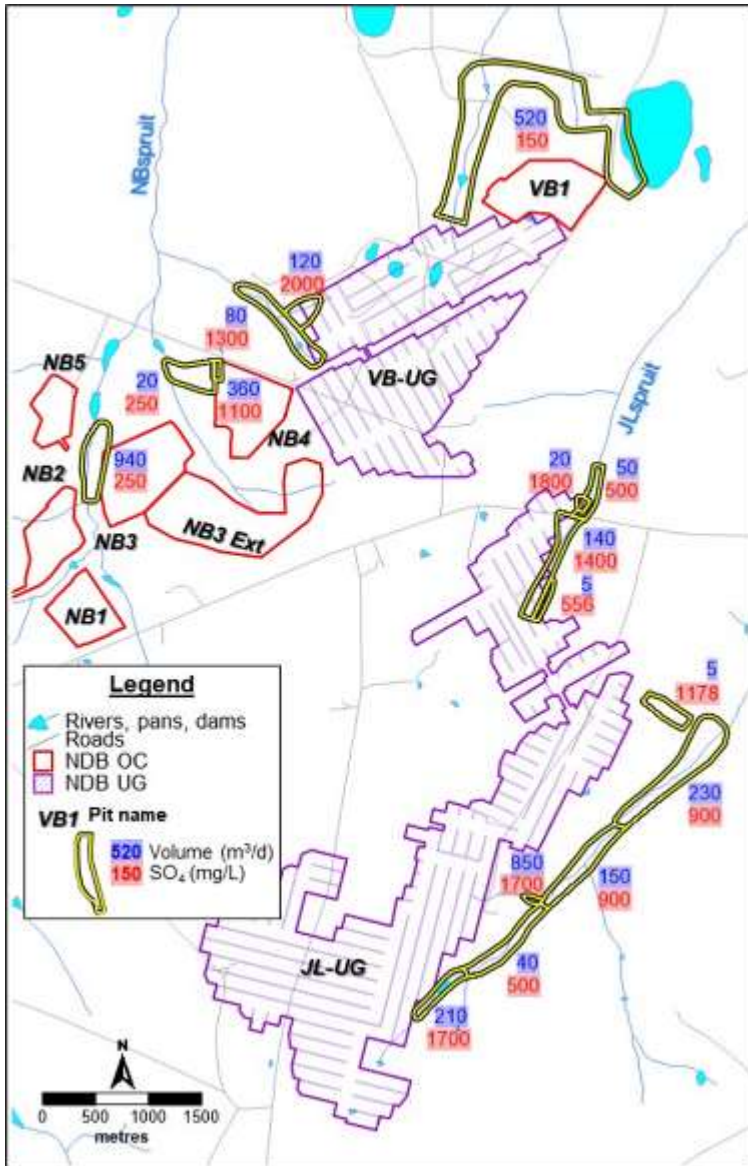 NBspruit
520
150
VB1
120
2000
80
1300
NB5
20
250
360
1100
VB-UG
NB4
JLspruit
NB2
940
250
20
1800
50
500
NB3
NB3 Ext
140
1400
NB1
5
556
Legend
Rivers, pans, dams
Roads
NDB OC
NDB UG
VB1 Pit name
520 Volume (m³/d)
150 SO₄ (mg/L)
5
1178
230
900
850
1700
150
900
JL-UG
40
500
210
1700
N
0 500 1000 1500
metres